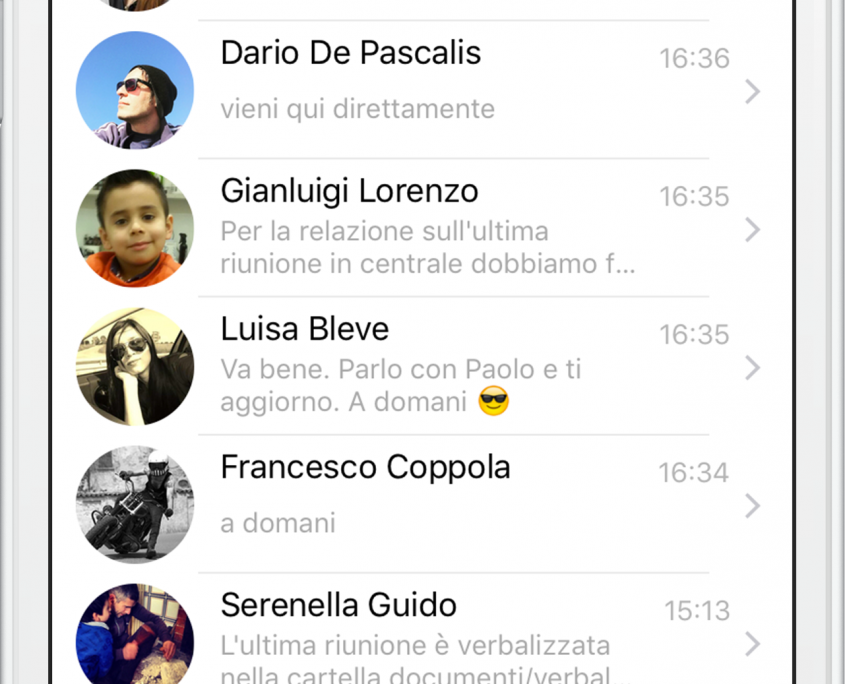 Dario De Pascalis
16:36
vieni qui direttamente
Gianluigi Lorenzo
16:35
Per la relazione sull'ultima
riunione in centrale dobbiamo f...
Luisa Bleve
16:35
Va bene. Parlo con Paolo e ti
aggiorno. A domani 😎
Francesco Coppola
16:34
a domani
Serenella Guido
15:13
L'ultima riunione è verbalizzata
nella cartella documenti/verbal...